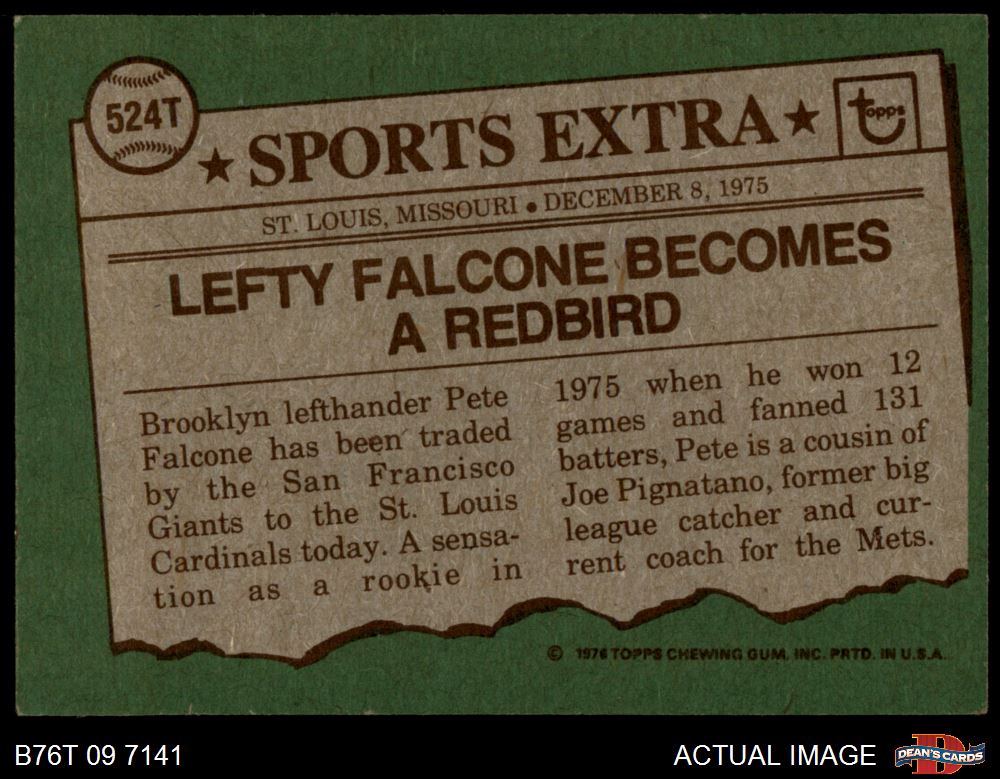 524T
★ SPORTS EXTRA ★
Topps
ST. LOUIS, MISSOURI ● DECEMBER 8, 1975
LEFTY FALCONE BECOMES
A REDBIRD
Brooklyn lefthander Pete
Falcone has been traded
by the San Francisco
Giants to the St. Louis
Cardinals today. A sensa-
tion as a rookie in
1975 when he won 12
games and fanned 131
batters, Pete is a cousin of
Joe Pignatano, former big
league catcher and cur-
rent coach for the Mets.
© 1976 TOPPS CHEWING GUM, INC. PRTD. IN U.S.A.
B76T 09 7141
ACTUAL IMAGE
D
DEAN'S CARDS